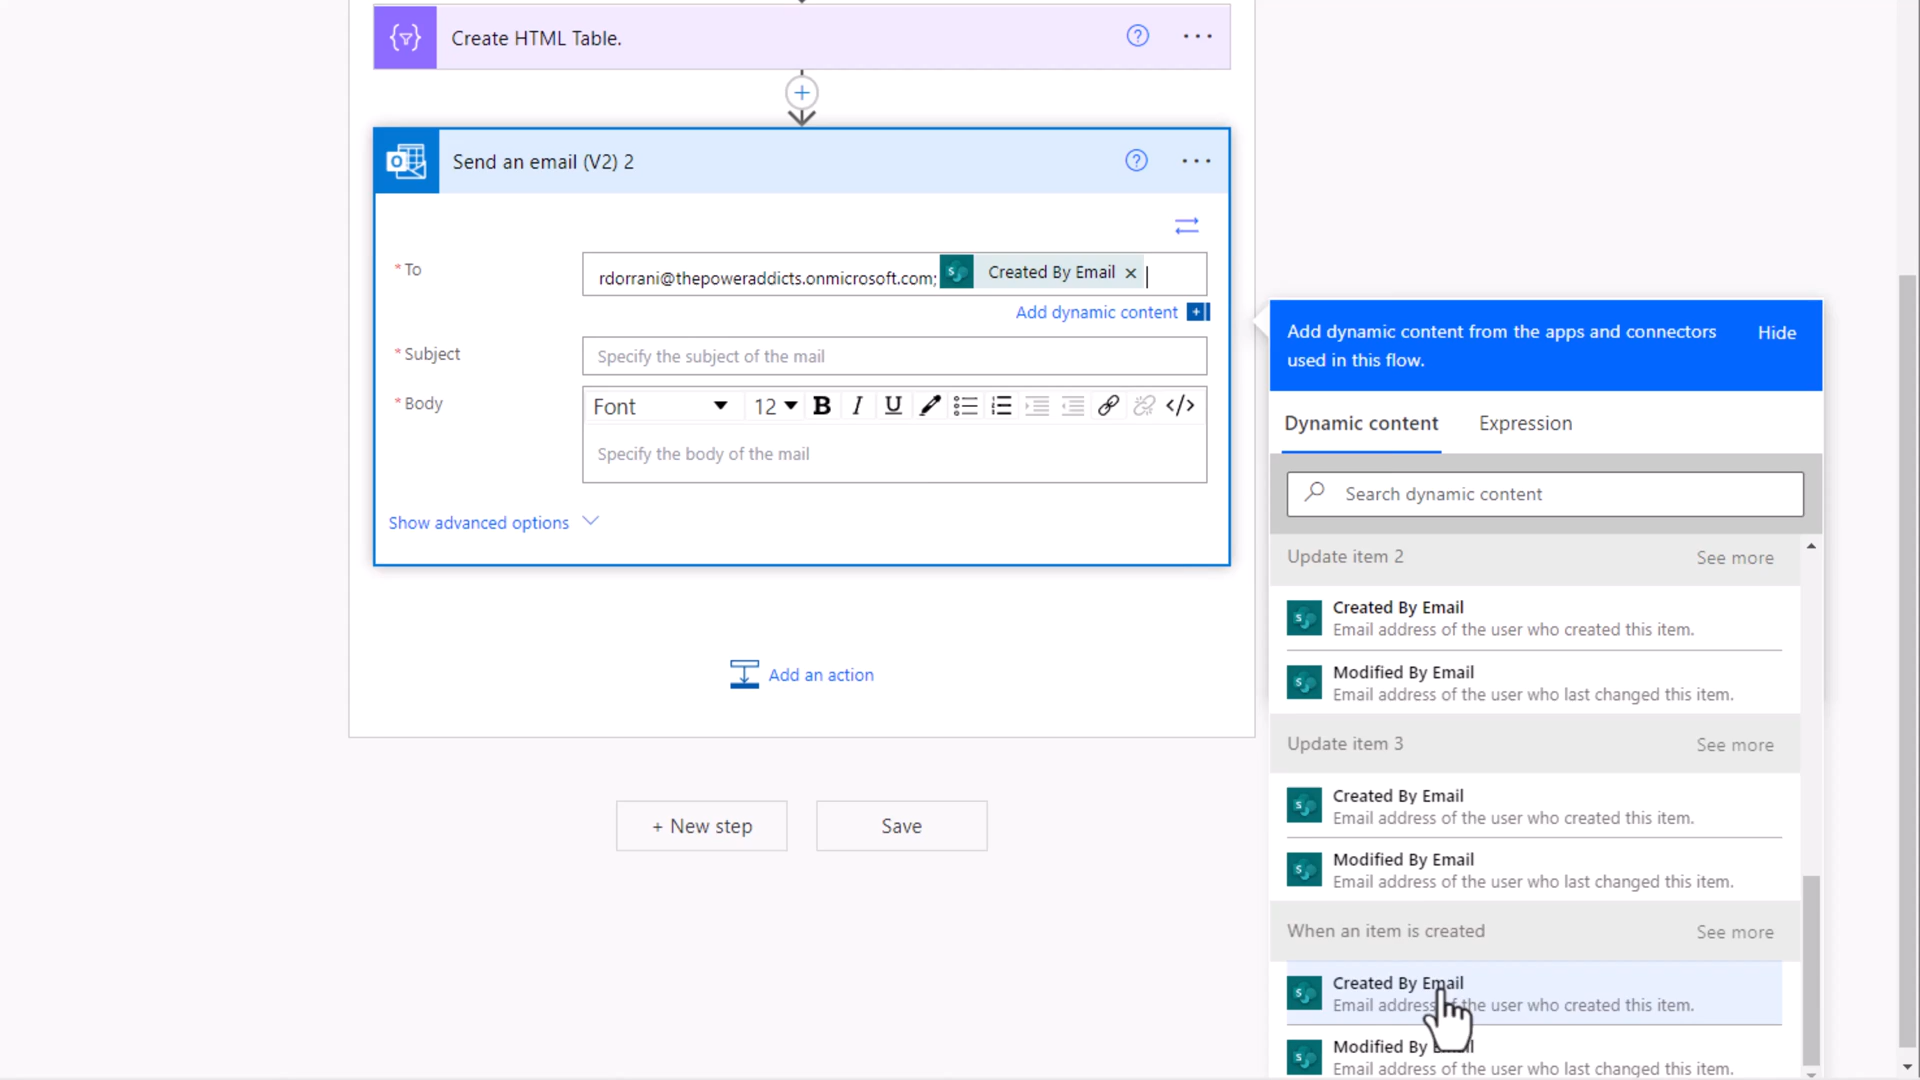 Create HTML Table.
Send an email (V2) 2
* To
rdorrani@thepoweraddicts.onmicrosoft.com; Created By Email ×
Add dynamic content
* Subject
Specify the subject of the mail
* Body
Font 12 B I U </>
Specify the body of the mail
Show advanced options
Add an action
+ New step
Save
Add dynamic content from the apps and connectors
used in this flow.
Hide
Dynamic content
Expression
Search dynamic content
Update item 2
See more
Created By Email
Email address of the user who created this item.
Modified By Email
Email address of the user who last changed this item.
Update item 3
See more
Created By Email
Email address of the user who created this item.
Modified By Email
Email address of the user who last changed this item.
When an item is created
See more
Created By Email
Email address of the user who created this item.
Modified By Email
Email address of the user who last changed this item.